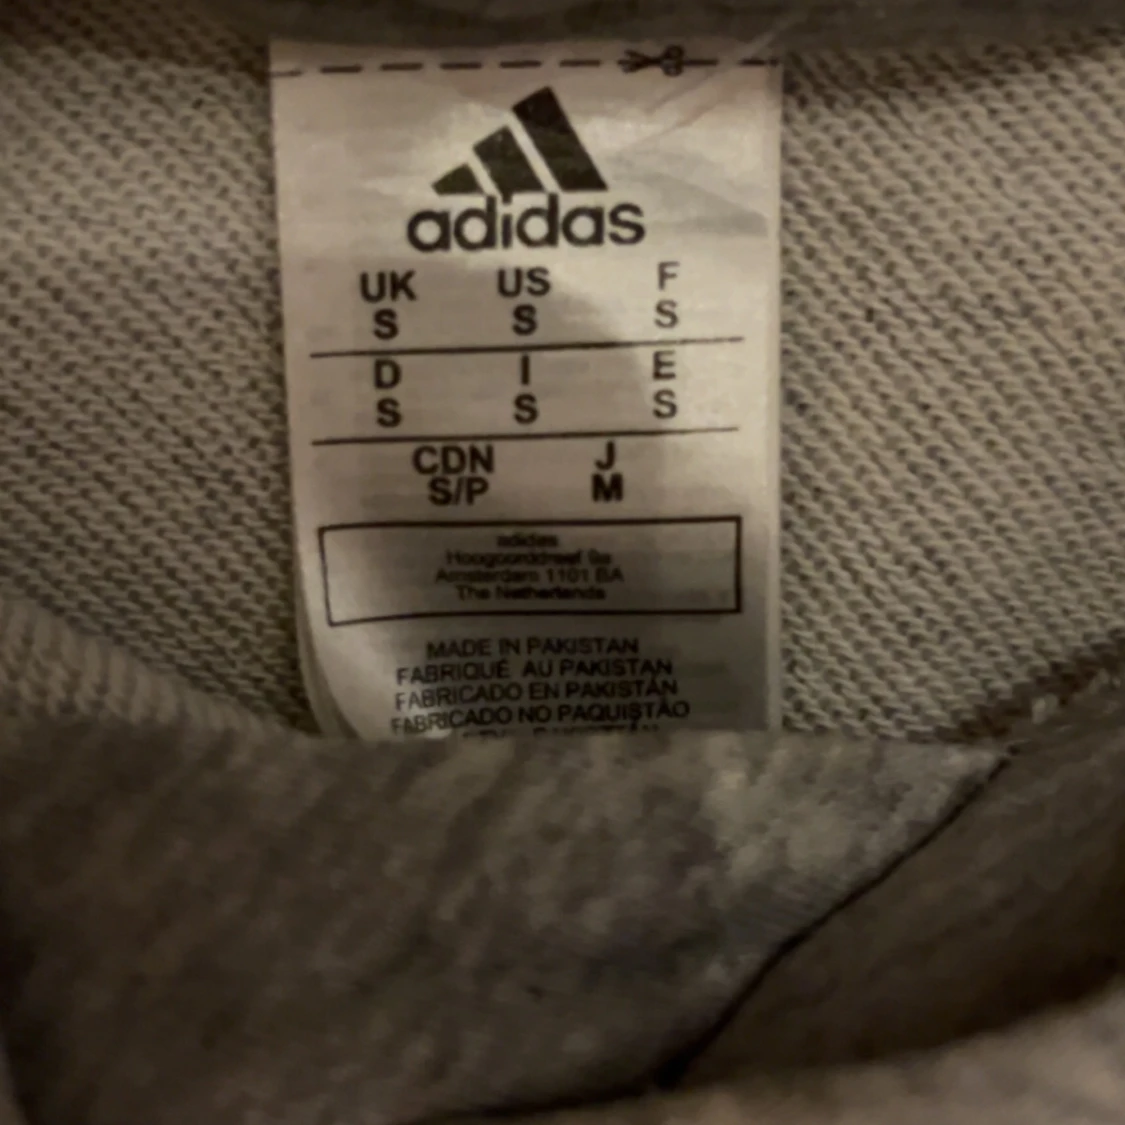 adidas
UK US F
S S S
D I E
S S S
CDN J
S/P M
adidas
Amsterdam 1101 BA
The Netherlands
MADE IN PAKISTAN
FABRIQUÉ AU PAKISTAN
FABRICADO EN PAKISTÁN
FABRICADO NO PAQUISTÃO